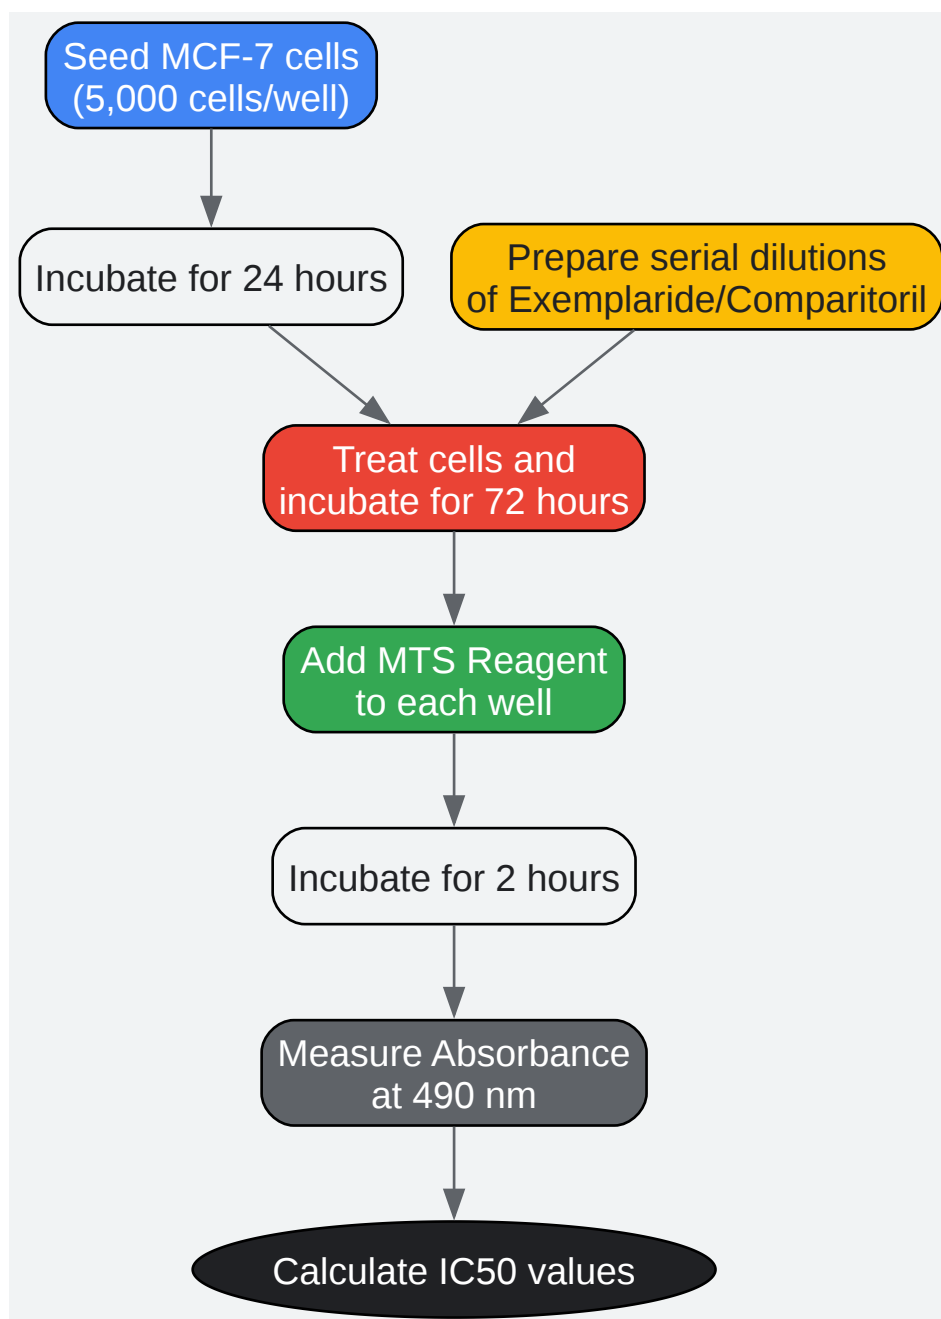 Seed MCF-7 cells
(5,000 cells/well)
Incubate for 24 hours
Prepare serial dilutions
of Exemplaride/Comparitoril
Treat cells and
incubate for 72 hours
Add MTS Reagent
to each well
Incubate for 2 hours
Measure Absorbance
at 490 nm
Calculate IC50 values